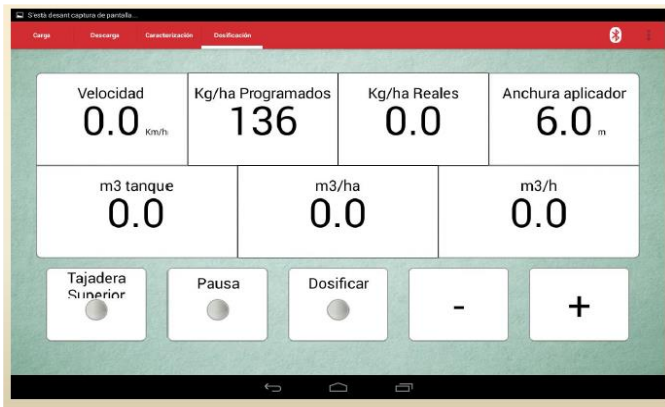 S'està desant captura de pantalla...
Carga Descarga Caracterización Dosificación
Velocidad Kg/ha Programados Kg/ha Reales Anchura aplicador
0.0 Km/h 136 0.0 6.0 m
m3 tanque m3/ha m3/h
0.0 0.0 0.0
Tajadera Pausa Dosificar - +
Superior